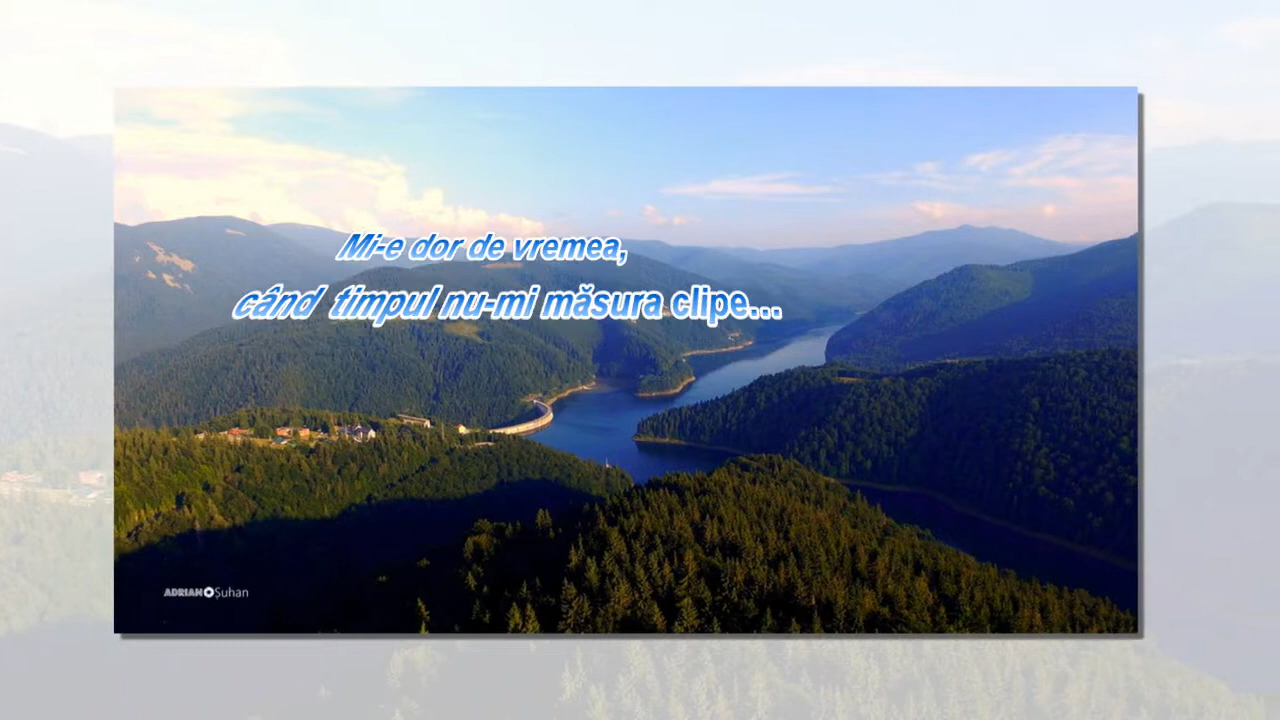 Mi-e dor de vremea,
când timpul nu-mi măsura clipe...
ADRIAN Șuhan